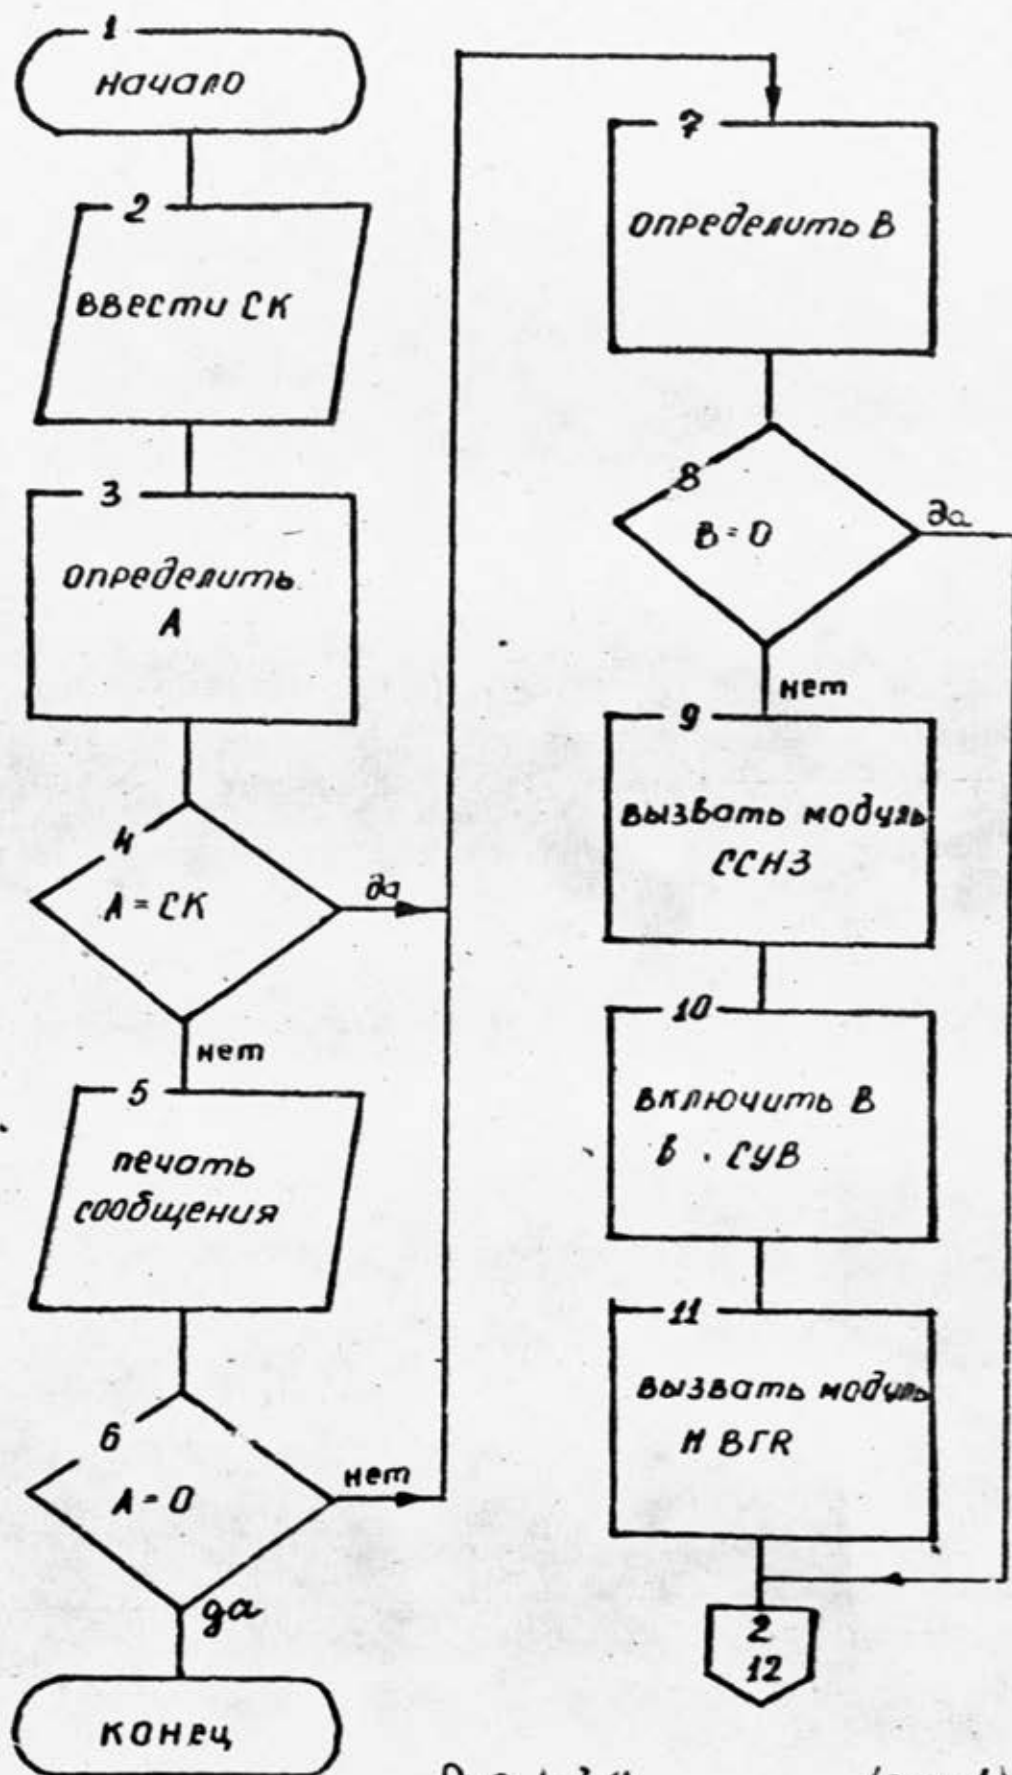 1
начало
2
ввести СК
3
определить
А
4
А = СК
да
нет
5
печать
сообщения
6
А = 0
нет
да
конец
7
определить В
8
В = 0
да
нет
9
вызвать модуль
ССНЗ
10
включить В
в . СУВ
11
вызвать модуль
2
12